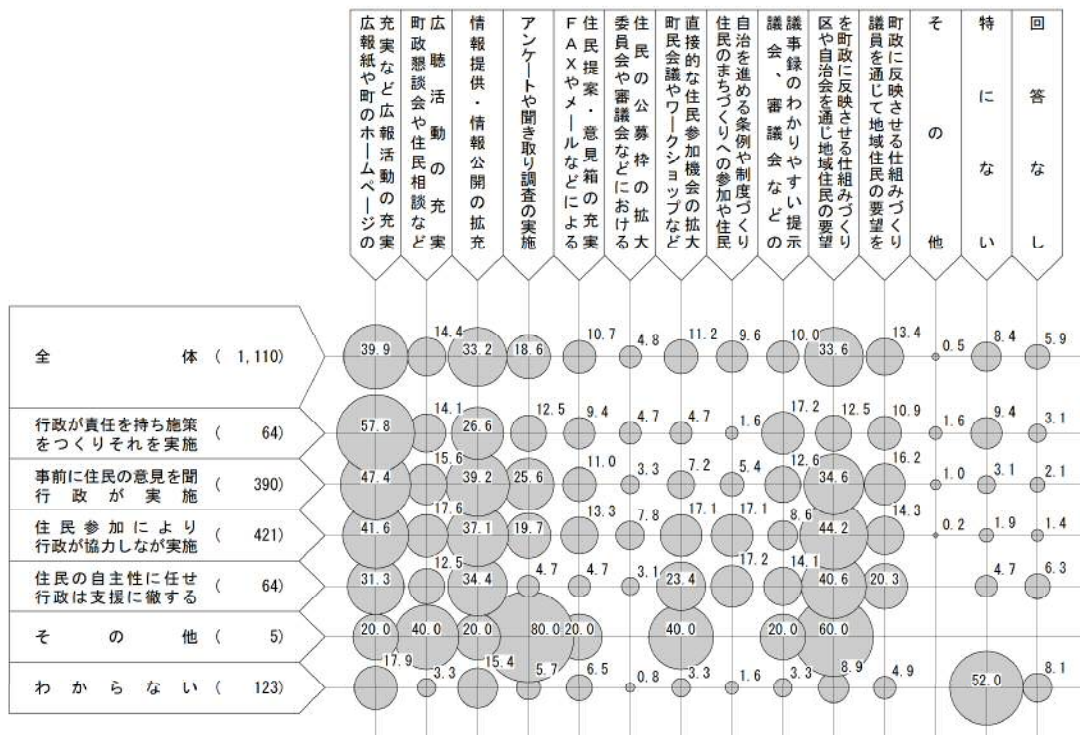 広報紙や町のホームページの
充実など広報活動の充実
町政懇談会や住民相談など
広聴活動の充実
情報提供・情報公開の拡充
アンケートや聞き取り調査の実施
ＦＡＸやメールなどによる
住民提案・意見箱の充実
委員会や審議会などにおける
住民の公募枠の拡大
町民会議やワークショップなど
直接的な住民参加機会の拡大
住民のまちづくりへの参加や住民
自治を進める条例や制度づくり
議会、審議会などの
議事録のわかりやすい提示
区や自治会を通じ地域住民の要望
を町政に反映させる仕組みづくり
議員を通じて地域住民の要望を
町政に反映させる仕組みづくり
その他
特にない
回答なし
全体 ( 1,110) 39.9 14.4 33.2 18.6 10.7 4.8 11.2 9.6 10.0 33.6 13.4 0.5 8.4 5.9
行政が責任を持ち施策
をつくりそれを実施 ( 64) 57.8 14.1 26.6 12.5 9.4 4.7 4.7 1.6 17.2 12.5 10.9 1.6 9.4 3.1
事前に住民の意見を聞
行政が実施 ( 390) 47.4 15.6 39.2 25.6 11.0 3.3 7.2 5.4 12.6 34.6 16.2 1.0 3.1 2.1
住民参加により
行政が協力しなが実施 ( 421) 41.6 17.6 37.1 19.7 13.3 7.8 17.1 17.1 8.6 44.2 14.3 0.2 1.9 1.4
住民の自主性に任せ
行政は支援に徹する ( 64) 31.3 12.5 34.4 4.7 4.7 3.1 23.4 17.2 14.1 40.6 20.3 4.7 6.3
その他 ( 5) 20.0 40.0 20.0 80.0 20.0 40.0 20.0 60.0
わからない ( 123) 17.9 3.3 15.4 5.7 6.5 0.8 3.3 1.6 3.3 8.9 4.9 52.0 8.1